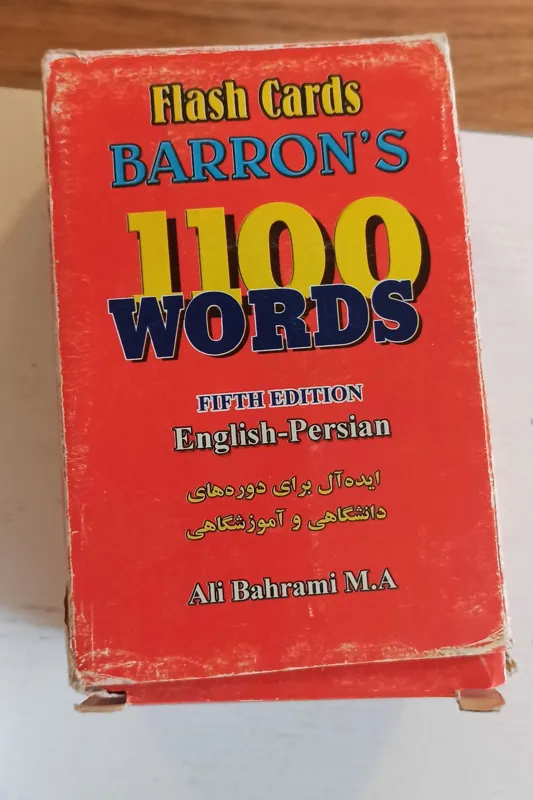 Flash Cards
BARRON'S
1100
WORDS
FIFTH EDITION
English-Persian
ایده‌آل برای دوره‌های
دانشگاهی و آموزشگاهی
Ali Bahrami M.A